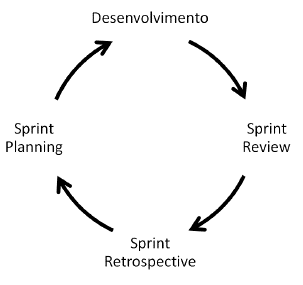 Desenvolvimento
Sprint
Planning
Sprint
Review
Sprint
Retrospective